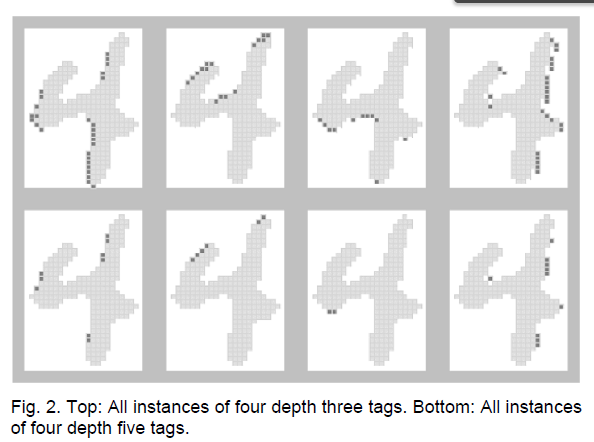 Fig. 2. Top: All instances of four depth three tags. Bottom: All instances
of four depth five tags.